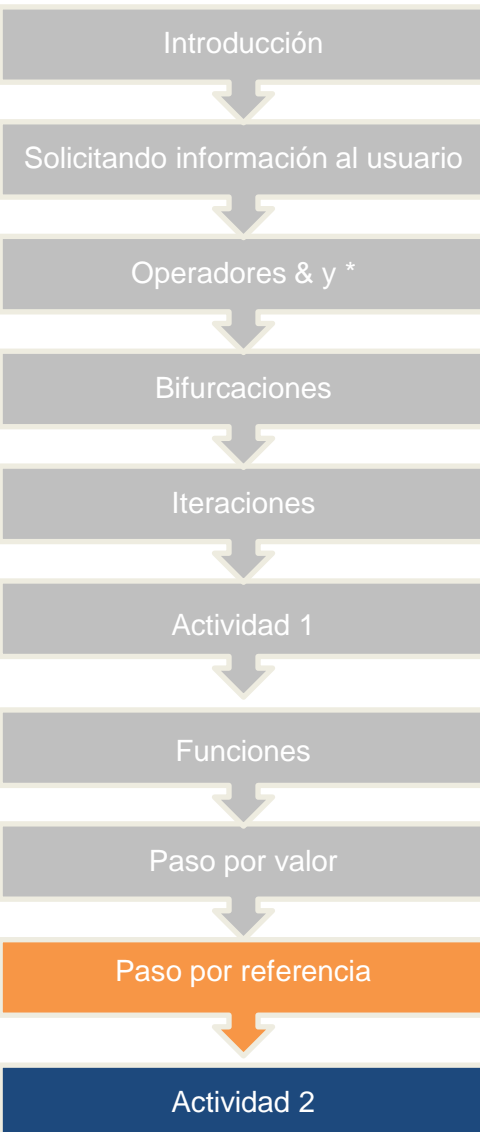 Introducción
Solicitando información al usuario
Operadores & y *
Bifurcaciones
Iteraciones
Actividad 1
Funciones
Paso por valor
Paso por referencia
Actividad 2